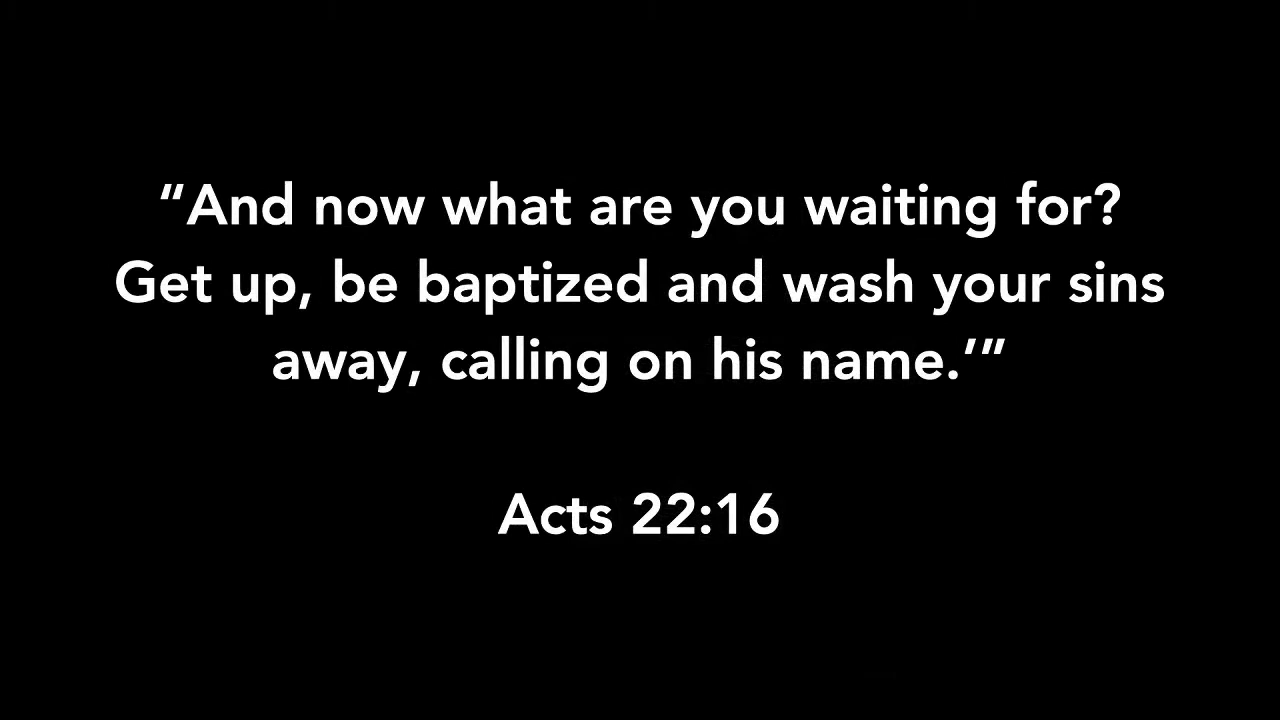 “And now what are you waiting for?
Get up, be baptized and wash your sins
away, calling on his name.’”
Acts 22:16